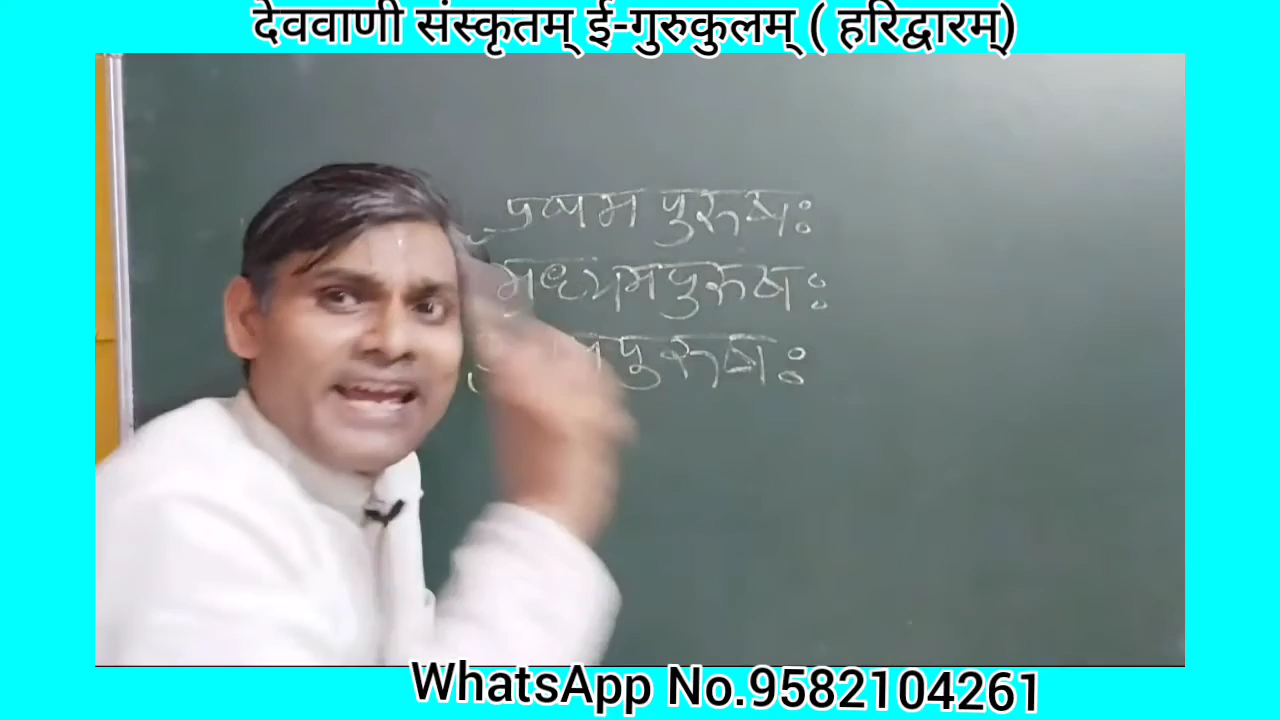 देववाणी संस्कृतम् ई-गुरुकुलम् ( हरिद्वारम्)
प्रथम पुरुषः
मध्यमपुरुषः
पुरुषः
WhatsApp No.9582104261